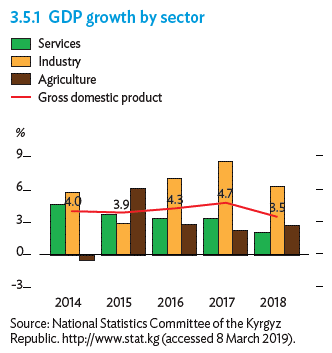 3.5.1 GDP growth by sector
Services
Industry
Agriculture
Gross domestic product
%
9
6
3
0
-3
4.0
3.9
4.3
4.7
3.5
2014 2015 2016 2017 2018
Source: National Statistics Committee of the Kyrgyz
Republic. http://www.stat.kg (accessed 8 March 2019).